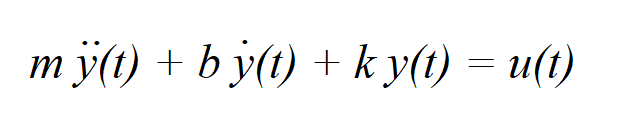 m ÿ(t) + b ẏ(t) + k y(t) = u(t)